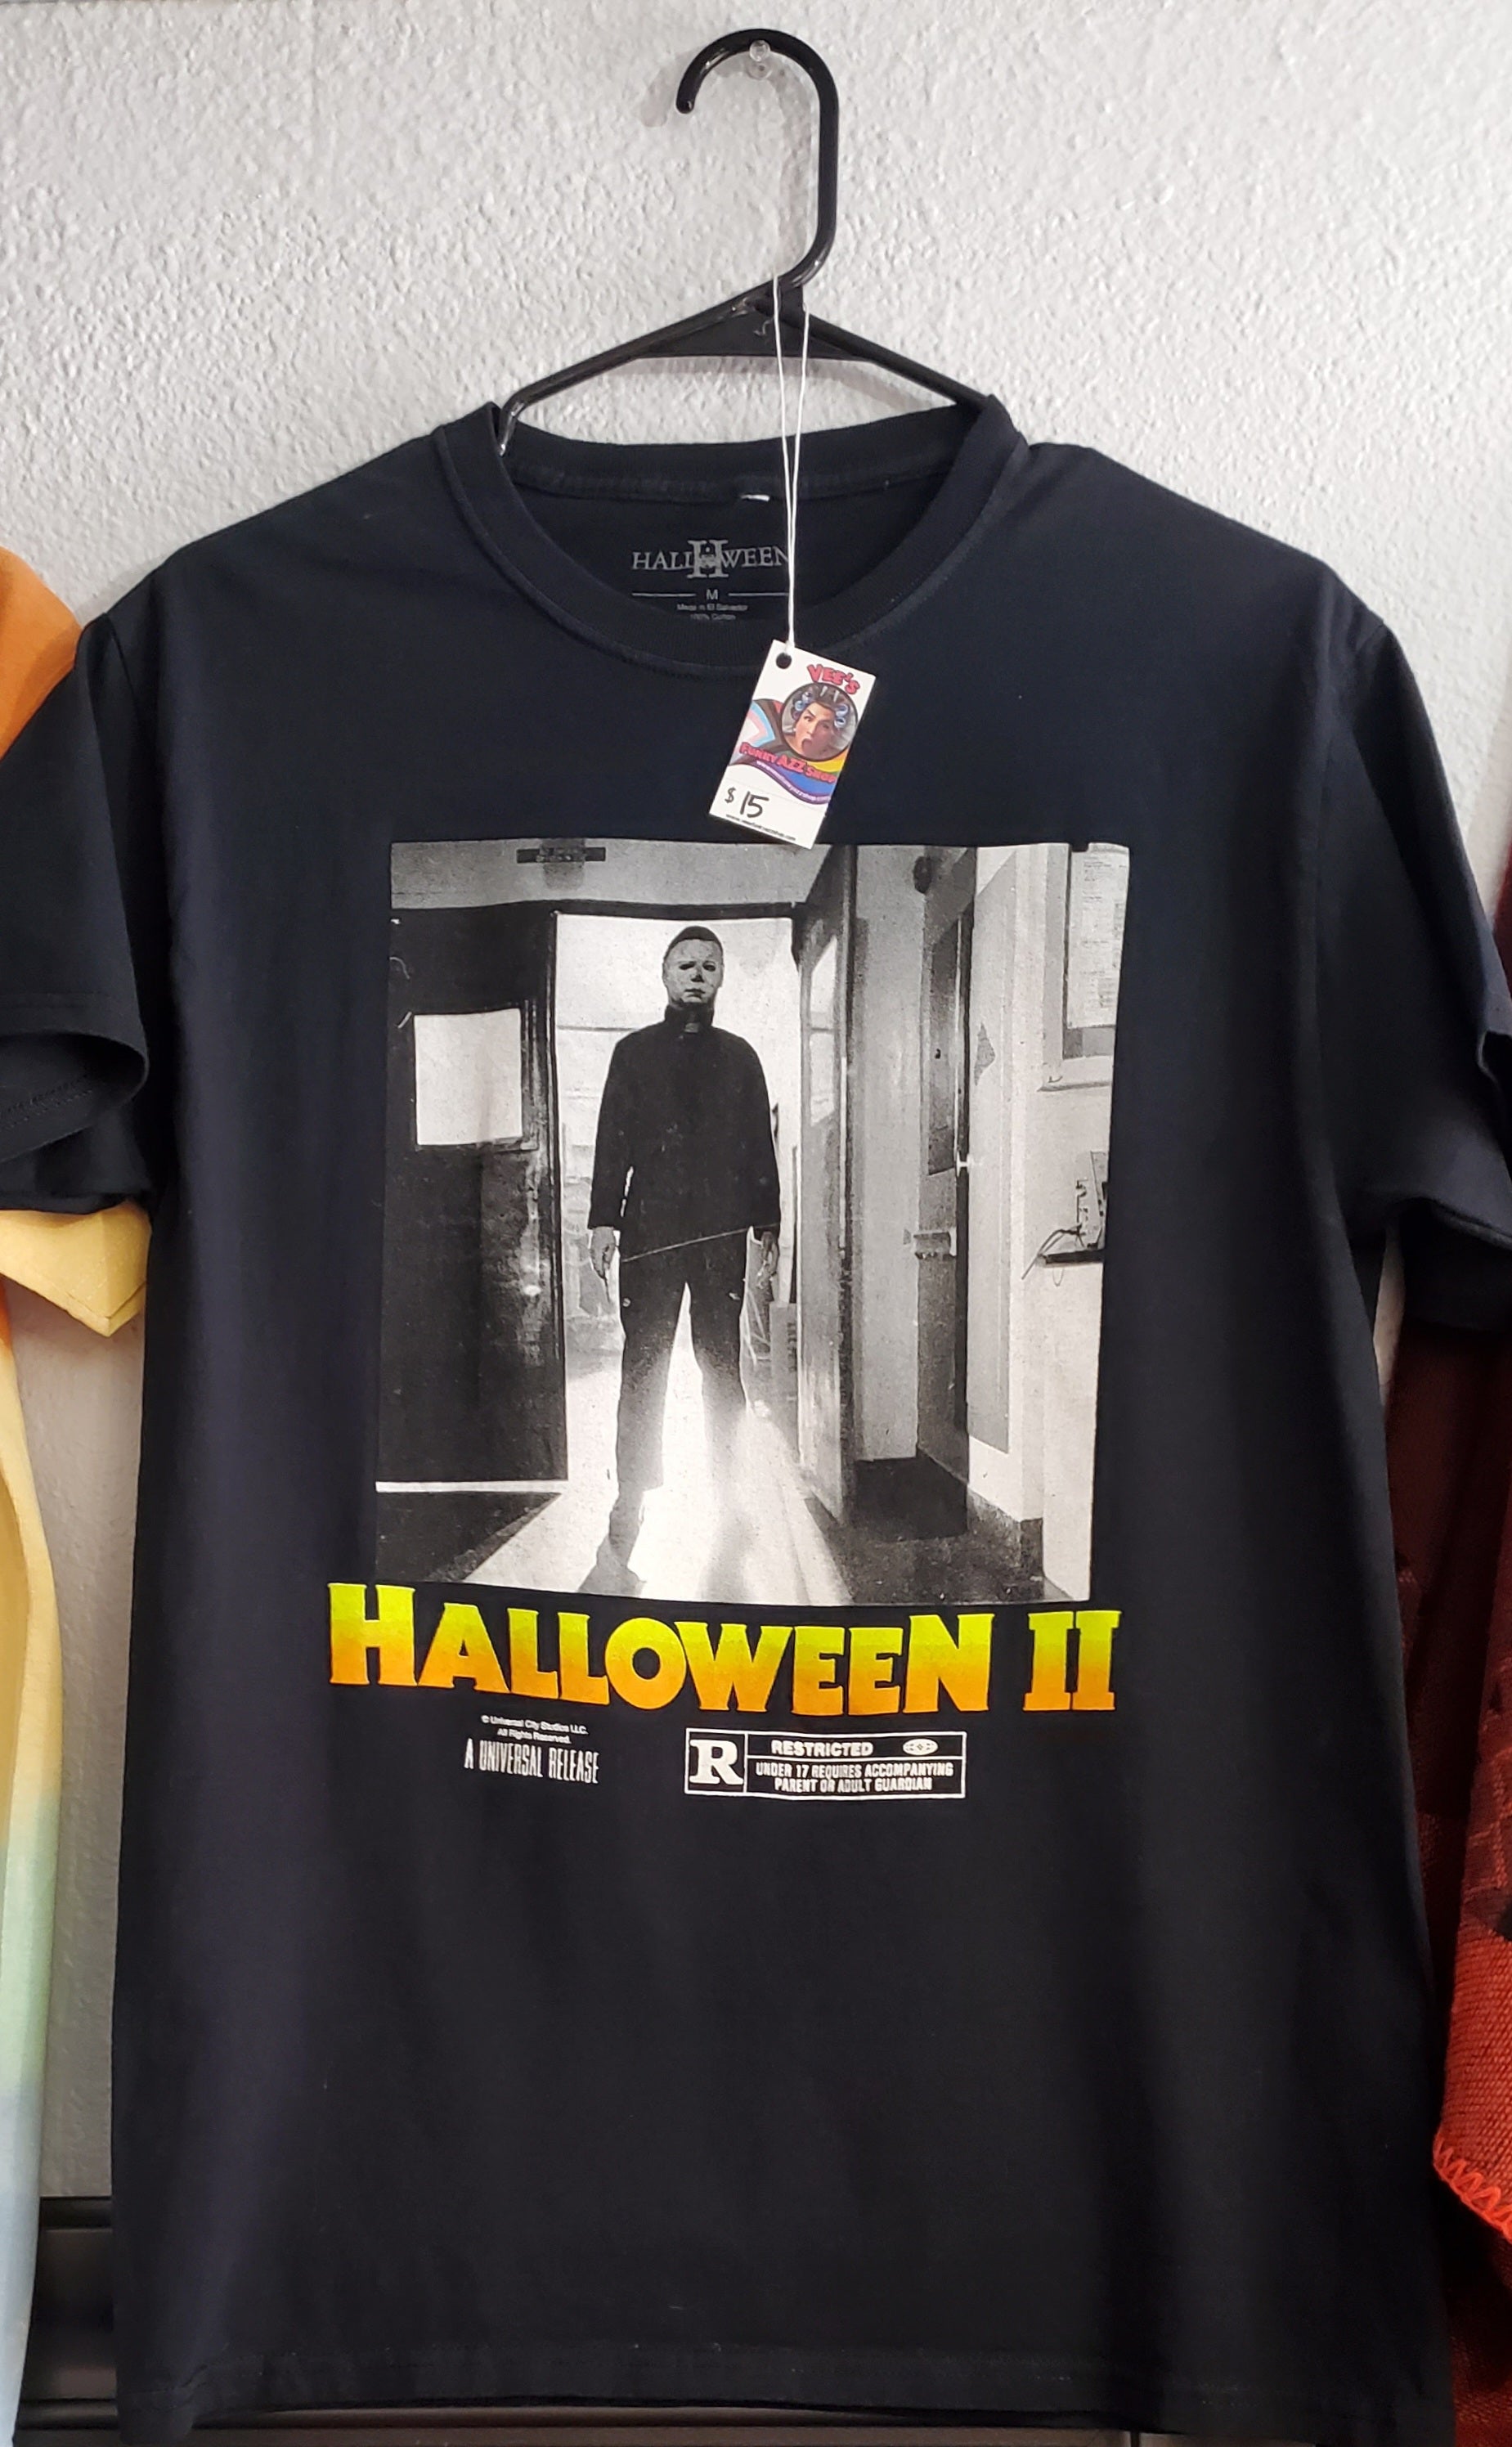 HALLOWEEN
H
M
Made in El Salvador
100% Cotton
VEE'S
FUNKY AZZ SHOP
$15
HALLOWEEN II
© Universal City Studios LLC.
All Rights Reserved.
A UNIVERSAL RELEASE
R
RESTRICTED
UNDER 17 REQUIRES ACCOMPANYING
PARENT OR ADULT GUARDIAN